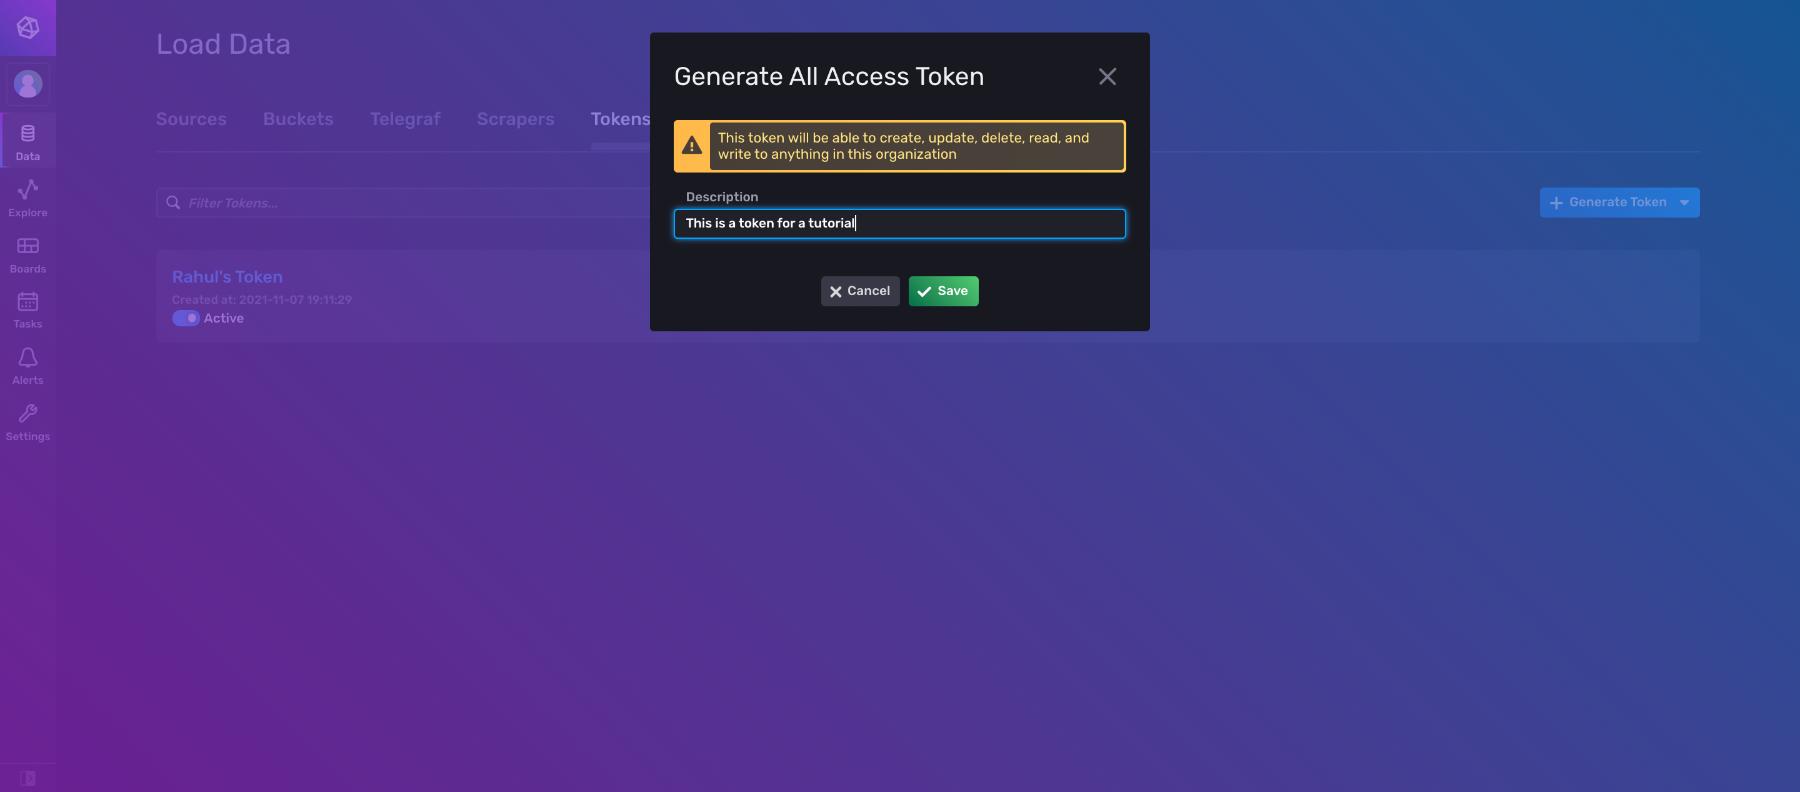 Load Data
Sources Buckets Telegraf Scrapers Tokens
Filter Tokens...
Generate Token
Rahul's Token
Created at: 2021-11-07 19:11:29
Active
Data
Explore
Boards
Tasks
Alerts
Settings
Generate All Access Token
This token will be able to create, update, delete, read, and
write to anything in this organization
Description
This is a token for a tutorial
Cancel
Save